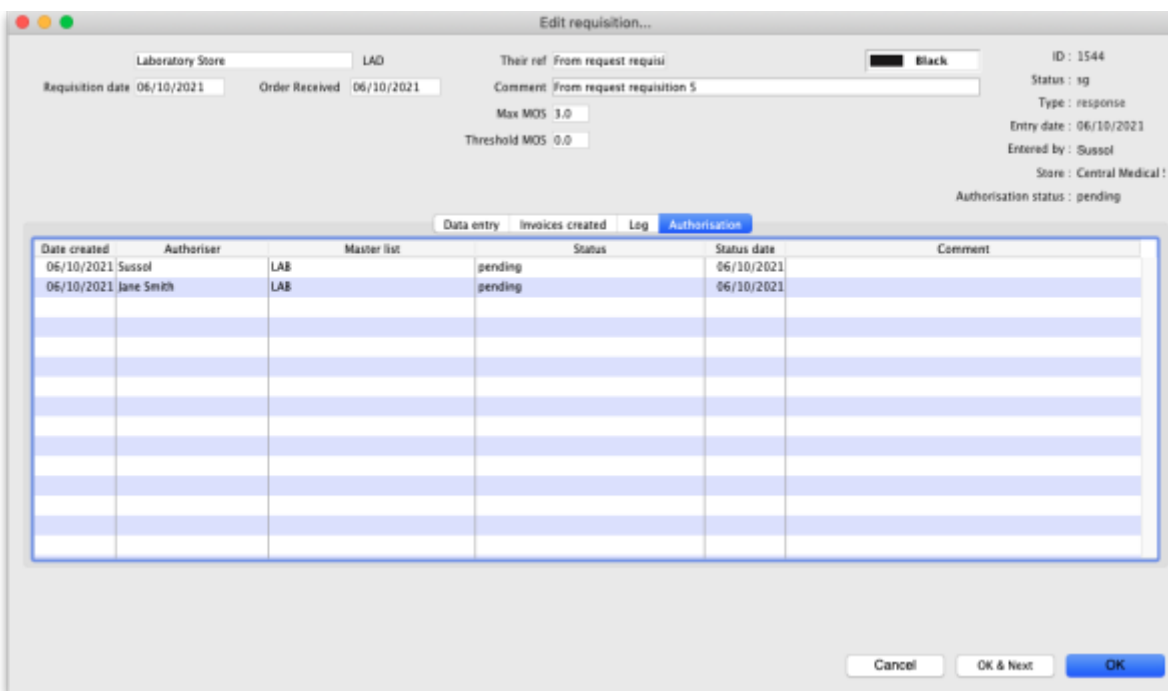 Edit requisition...
Laboratory Store LAD Their ref From request requisi Black ID : 1544
Requisition date 06/10/2021 Order Received 06/10/2021 Comment From request requisition 5 Status : sg
Max MOS 3.0 Type : response
Threshold MOS 0.0 Entry date : 06/10/2021
Entered by : Sussol
Store : Central Medical
Authorisation status : pending
Data entry Invoices created Log Authorisation
Date created Authoriser Master list Status Status date Comment
06/10/2021 Sussol LAB pending 06/10/2021
06/10/2021 Jane Smith LAB pending 06/10/2021
Cancel OK & Next OK